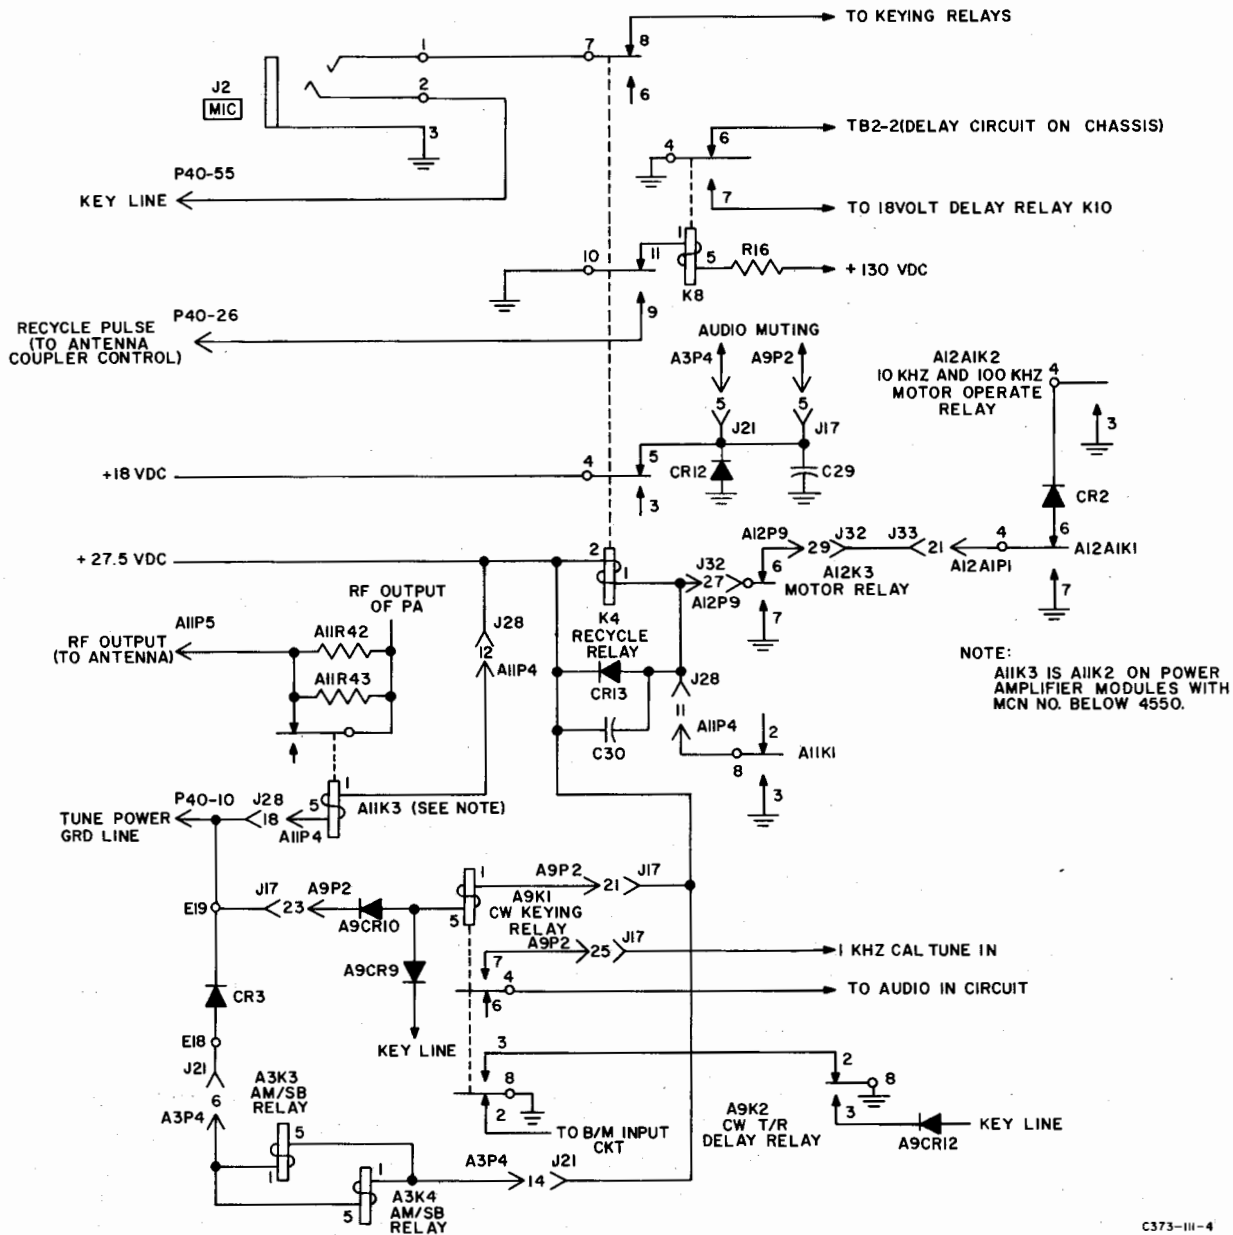 TO KEYING RELAYS
8
1
7
J2
MIC
2
6
3
TB2-2(DELAY CIRCUIT ON CHASSIS)
6
4
P40-55
KEY LINE
7
TO 18VOLT DELAY RELAY K10
1
11
10
5
R16
+130 VDC
K8
9
P40-26
RECYCLE PULSE
(TO ANTENNA
COUPLER CONTROL)
AUDIO MUTING
A3P4
A9P2
A12A1K2
10 KHZ AND 100 KHZ
MOTOR OPERATE
RELAY
4
3
5
5
J21
J17
+18 VDC
4
5
CR12
C29
3
CR2
6
+27.5 VDC
2
1
J32
27
A12P9
A12P9
29
J32
J33
21
4
A12A1P1
A12A1K1
6
A12K3
MOTOR RELAY
7
7
RF OUTPUT
OF PA
K4
RECYCLE
RELAY
A11P5
RF OUTPUT
(TO ANTENNA)
A11R42
A11R43
J28
12
A11P4
CR13
C30
J28
11
A11P4
NOTE:
A11K3 IS A11K2 ON POWER
AMPLIFIER MODULES WITH
MCN NO. BELOW 4550.
2
8
A11K1
3
1
A11K3 (SEE NOTE)
5
P40-10
J28
18
A11P4
TUNE POWER
GRD LINE
1
A9P2
21
J17
J17
A9P2
E19
23
A9CR10
5
A9K1
CW KEYING
RELAY
A9P2
25
J17
1 KHZ CAL TUNE IN
A9CR9
7
4
6
TO AUDIO IN CIRCUIT
CR3
KEY LINE
E18
J21
6
A3P4
3
8
2
TO B/M INPUT
CKT
2
8
3
A9K2
CW T/R
DELAY RELAY
A9CR12
KEY LINE
A3K3
AM/SB
RELAY
5
1
1
5
A3K4
AM/SB
RELAY
A3P4
14
J21
C373-111-4